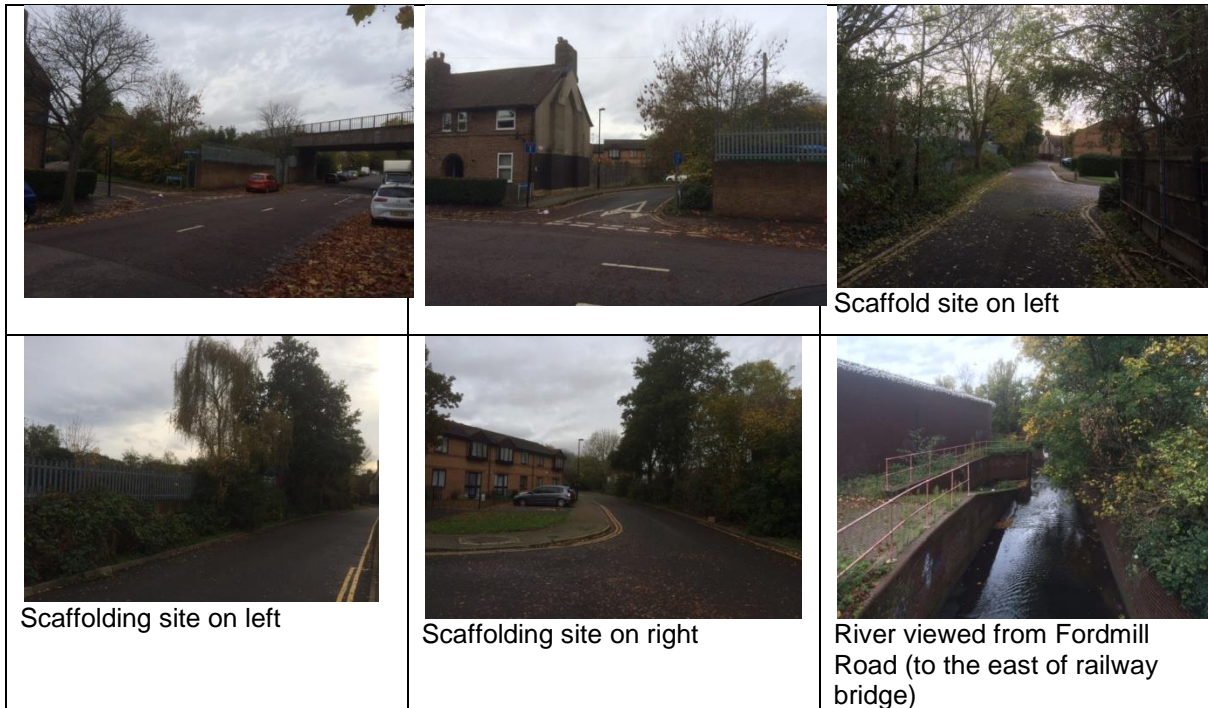 Scaffold site on left
Scaffolding site on left
Scaffolding site on right
River viewed from Fordmill
Road (to the east of railway
bridge)